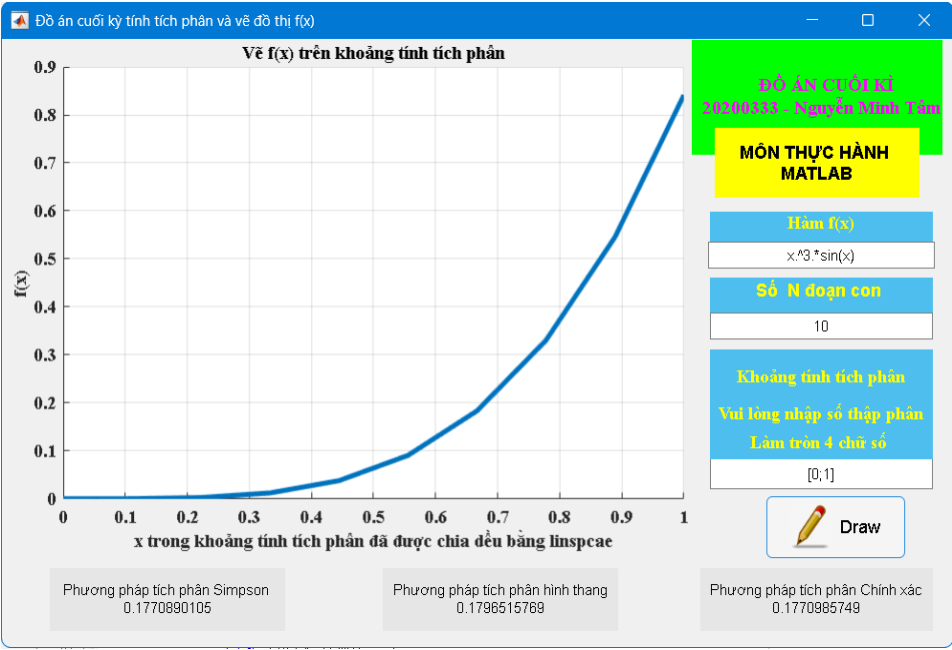 Đồ án cuối kỳ tính tích phân và vẽ đồ thị f(x)
Vẽ f(x) trên khoảng tính tích phân
0.9
0.8
0.7
0.6
0.5
0.4
0.3
0.2
0.1
0
f(x)
0 0.1 0.2 0.3 0.4 0.5 0.6 0.7 0.8 0.9 1
x trong khoảng tính tích phân đã được chia đều bằng linspcae
ĐỒ ÁN CUỐI KÌ
20200333 - Nguyễn Minh Tâm
MÔN THỰC HÀNH
MATLAB
Hàm f(x)
x.^3.*sin(x)
Số N đoạn con
10
Khoảng tính tích phân
Vui lòng nhập số thập phân
Làm tròn 4 chữ số
[0;1]
Draw
Phương pháp tích phân Simpson
0.1770890105
Phương pháp tích phân hình thang
0.1796515769
Phương pháp tích phân Chính xác
0.1770985749